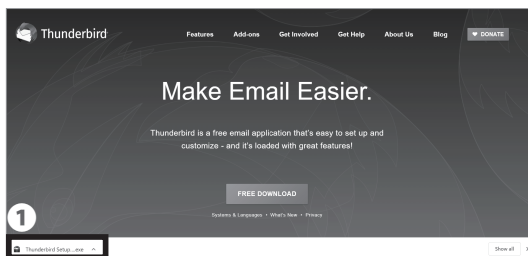 Thunderbird
Features Add-ons Get Involved Get Help About Us Blog ♥ DONATE
Make Email Easier.
Thunderbird is a free email application that's easy to set up and
customize - and it's loaded with great features!
FREE DOWNLOAD
Systems & Languages • What's New • Privacy
1
Thunderbird Setup ...exe
Show all